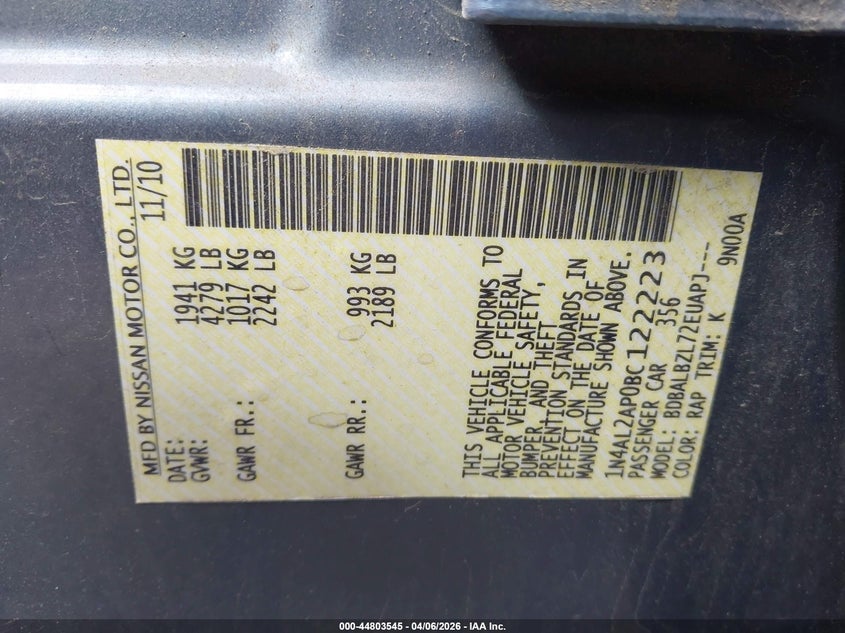 MFD BY NISSAN MOTOR CO., LTD.
DATE: 11/10
GVWR: 1941 KG
4279 LB
GAWR FR.: 1017 KG
2242 LB
GAWR RR.: 993 KG
2189 LB
THIS VEHICLE CONFORMS TO
ALL APPLICABLE FEDERAL
MOTOR VEHICLE SAFETY,
BUMPER, AND THEFT
PREVENTION STANDARDS IN
EFFECT ON THE DATE OF
MANUFACTURE SHOWN ABOVE.
1N4AL2AP0BC122223
PASSENGER CAR 356
MODEL: BDBALBZL72EUAPJ---
COLOR: RAP TRIM: K 9N00A
000-44803545 - 04/06/2026 - IAA Inc.